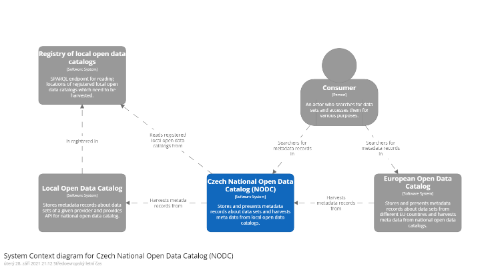 Registry of local open data
catalogs
[Software System]
SPARQL endpoint for reading
locations of registered local open
data catalogs which need to be
harvested.
Consumer
[Person]
An actor who searches for data
sets and accesses them for
various purposes.
is registered in
Reads registered
local open data
catalogs from
Searches for
metadata records
in
Searches for
metadata records
in
Local Open Data Catalog
[Software System]
Stores metadata records about data
sets of a given provider and provides
API for national open data catalog.
Harvests metadata
records from
Czech National Open Data
Catalog (NODC)
[Software System]
Stores and presents metadata
records about data sets and harvests
meta data from local open data
catalogs.
Harvests
metadata records
from
European Open Data
Catalog
[Software System]
Stores and presents metadata
records about data sets from
different EU countries and harvests
meta data from national open data
catalogs.
System Context diagram for Czech National Open Data Catalog (NODC)